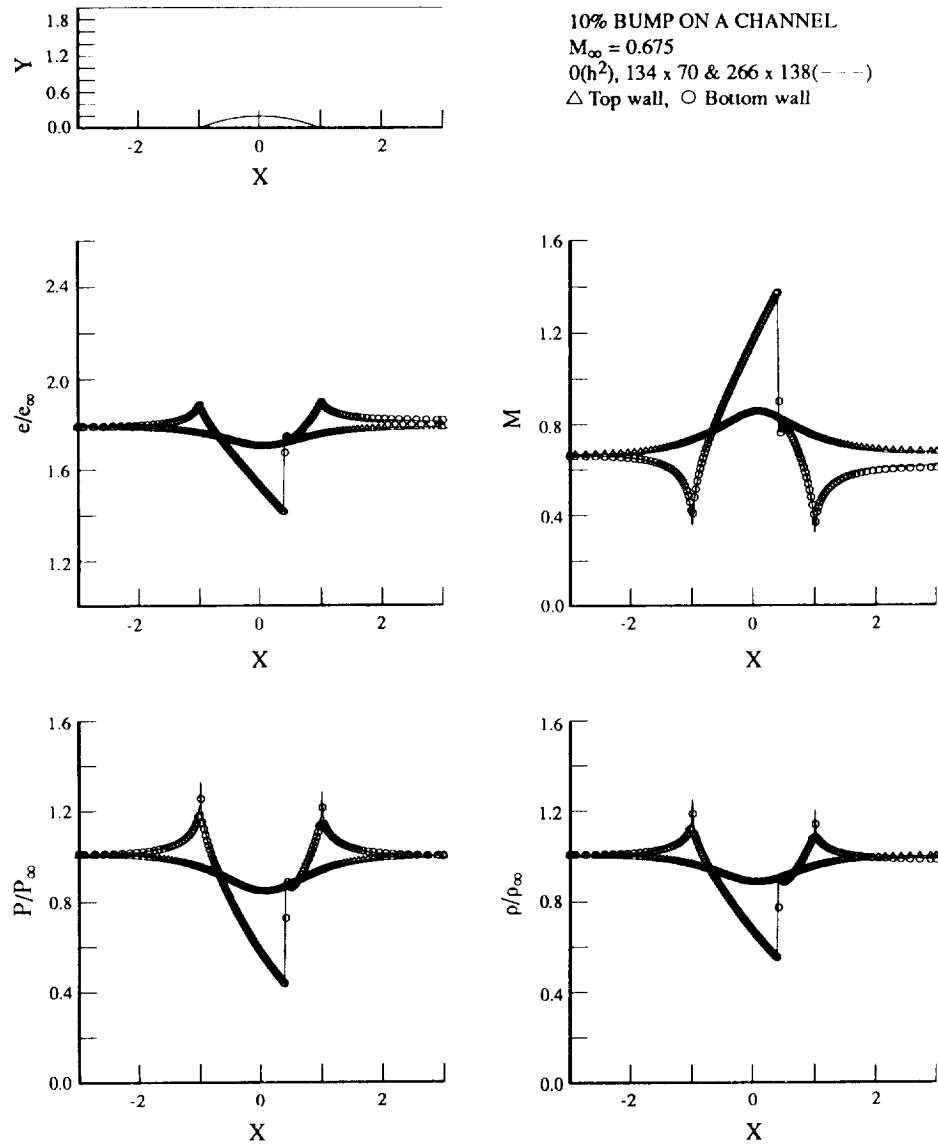 10% BUMP ON A CHANNEL
M∞ = 0.675
0(h²), 134 x 70 & 266 x 138(----)
△ Top wall, ○ Bottom wall
1.8
1.2
0.6
0.0
Y
-2
0
2
X
2.4
2.0
1.6
1.2
e/e∞
-2
0
2
X
1.6
1.2
0.8
0.4
0.0
M
-2
0
2
X
1.6
1.2
0.8
0.4
0.0
P/P∞
-2
0
2
X
1.6
1.2
0.8
0.4
0.0
ρ/ρ∞
-2
0
2
X